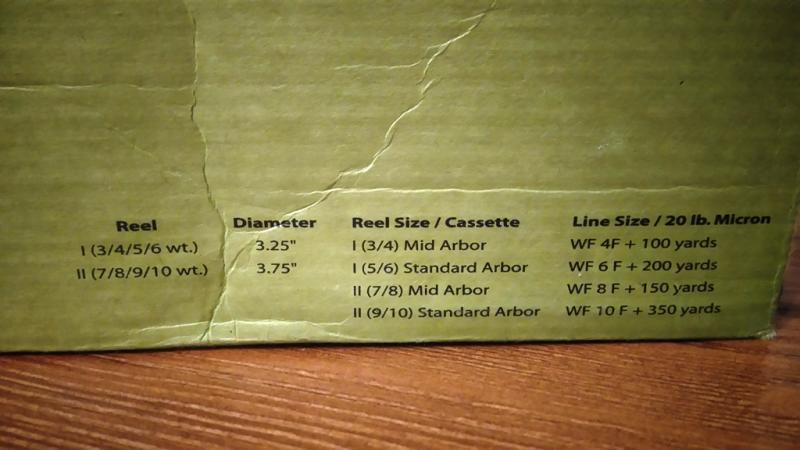 Reel Diameter Reel Size / Cassette Line Size / 20 lb. Micron
I (3/4/5/6 wt.) 3.25" I (3/4) Mid Arbor WF 4F + 100 yards
II (7/8/9/10 wt.) 3.75" I (5/6) Standard Arbor WF 6 F + 200 yards
II (7/8) Mid Arbor WF 8 F + 150 yards
II (9/10) Standard Arbor WF 10 F + 350 yards